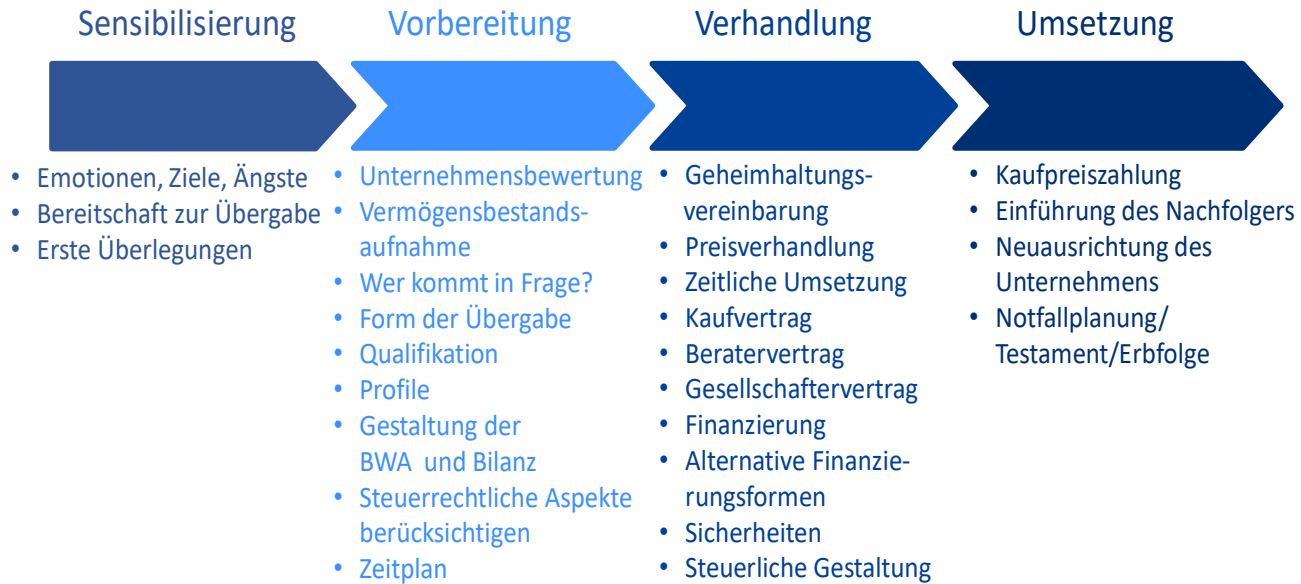 Sensibilisierung
Vorbereitung
Verhandlung
Umsetzung
• Emotionen, Ziele, Ängste
• Bereitschaft zur Übergabe
• Erste Überlegungen
• Unternehmensbewertung
• Vermögensbestands-
aufnahme
• Wer kommt in Frage?
• Form der Übergabe
• Qualifikation
• Profile
• Gestaltung der
BWA und Bilanz
• Steuerrechtliche Aspekte
berücksichtigen
• Zeitplan
• Geheimhaltungs-
vereinbarung
• Preisverhandlung
• Zeitliche Umsetzung
• Kaufvertrag
• Beratervertrag
• Gesellschaftervertrag
• Finanzierung
• Alternative Finanzie-
rungsformen
• Sicherheiten
• Steuerliche Gestaltung
• Kaufpreiszahlung
• Einführung des Nachfolgers
• Neuausrichtung des
Unternehmens
• Notfallplanung/
Testament/Erbfolge